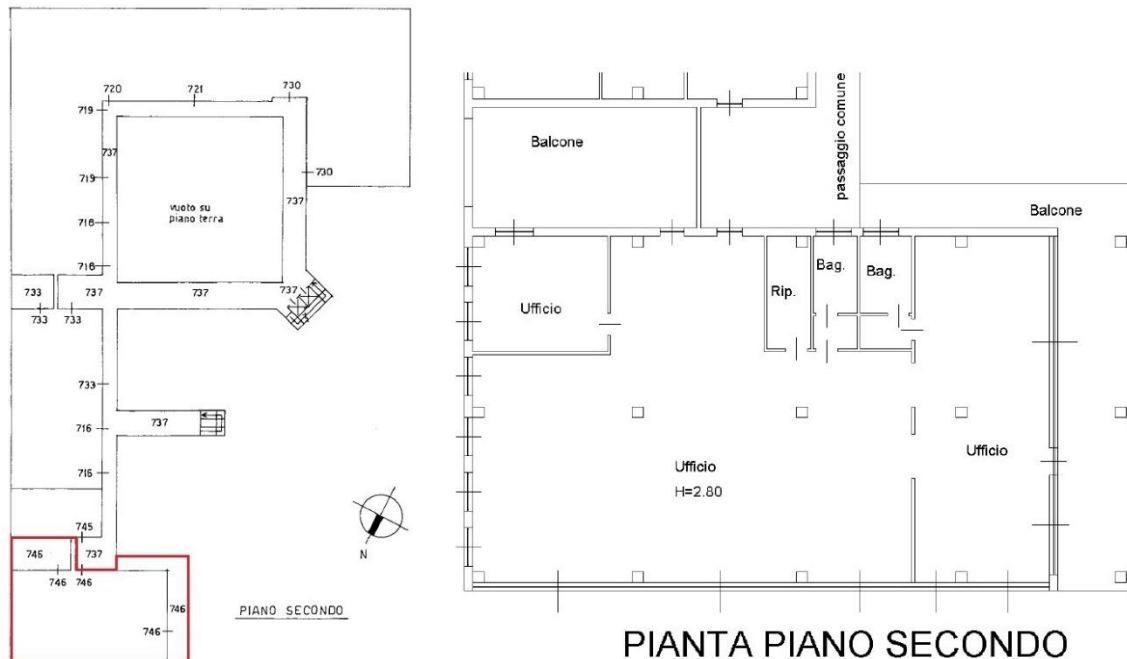 720 721 730
719
737
719
730
vuoto su
piano terra
737
718
716
733 737 737 737
733 733
733
716 737
715
745
746 737
746 746
746
746
N
PIANO SECONDO
Balcone
passaggio comune
Balcone
Ufficio
Rip.
Bag.
Bag.
Ufficio
H=2.80
Ufficio
PIANTA PIANO SECONDO